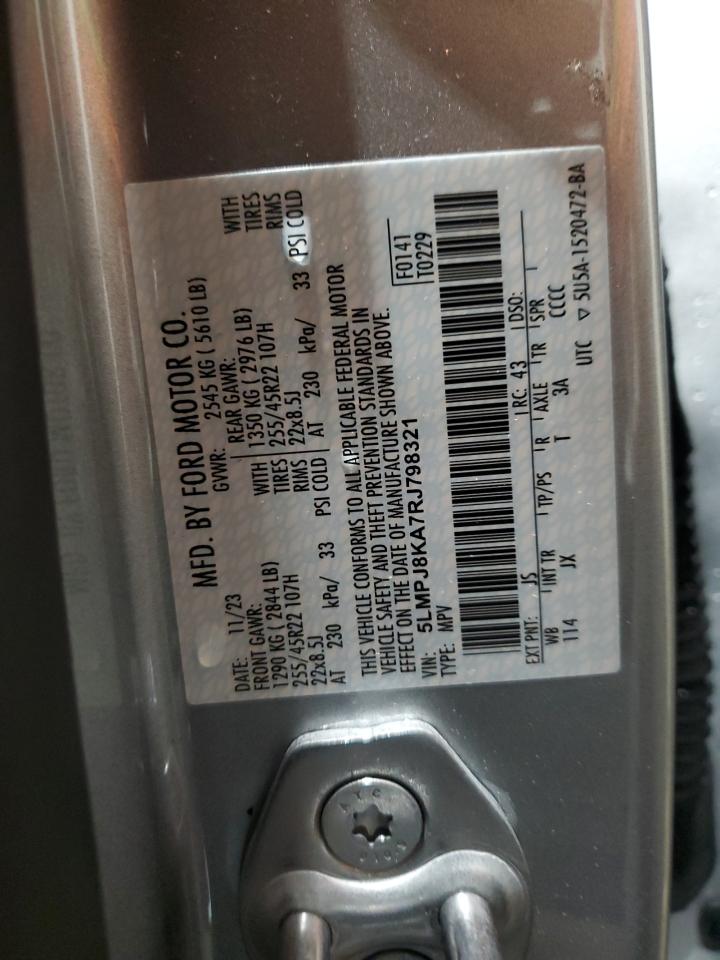 MFD. BY FORD MOTOR CO.
DATE: 11/23 GVWR: 2545 KG ( 5610 LB)
FRONT GAWR: REAR GAWR:
1290 KG ( 2844 LB) WITH 1350 KG ( 2976 LB) WITH
255/45R22 107H TIRES 255/45R22 107H TIRES
22x8.5J RIMS 22x8.5J RIMS
AT 230 kPa/ 33 PSI COLD AT 230 kPa/ 33 PSI COLD
THIS VEHICLE CONFORMS TO ALL APPLICABLE FEDERAL MOTOR
VEHICLE SAFETY AND THEFT PREVENTION STANDARDS IN
EFFECT ON THE DATE OF MANUFACTURE SHOWN ABOVE.
VIN: 5LMPJ8KA7RJ798321 F0141
TYPE: MPV T0229
EXT PNT: JS RC: 43 DSO:
WB INT TR TP/PS R AXLE TR SPR
114 JX T 3A CCCC
UTC ▽ 5U5A-1520472-BA